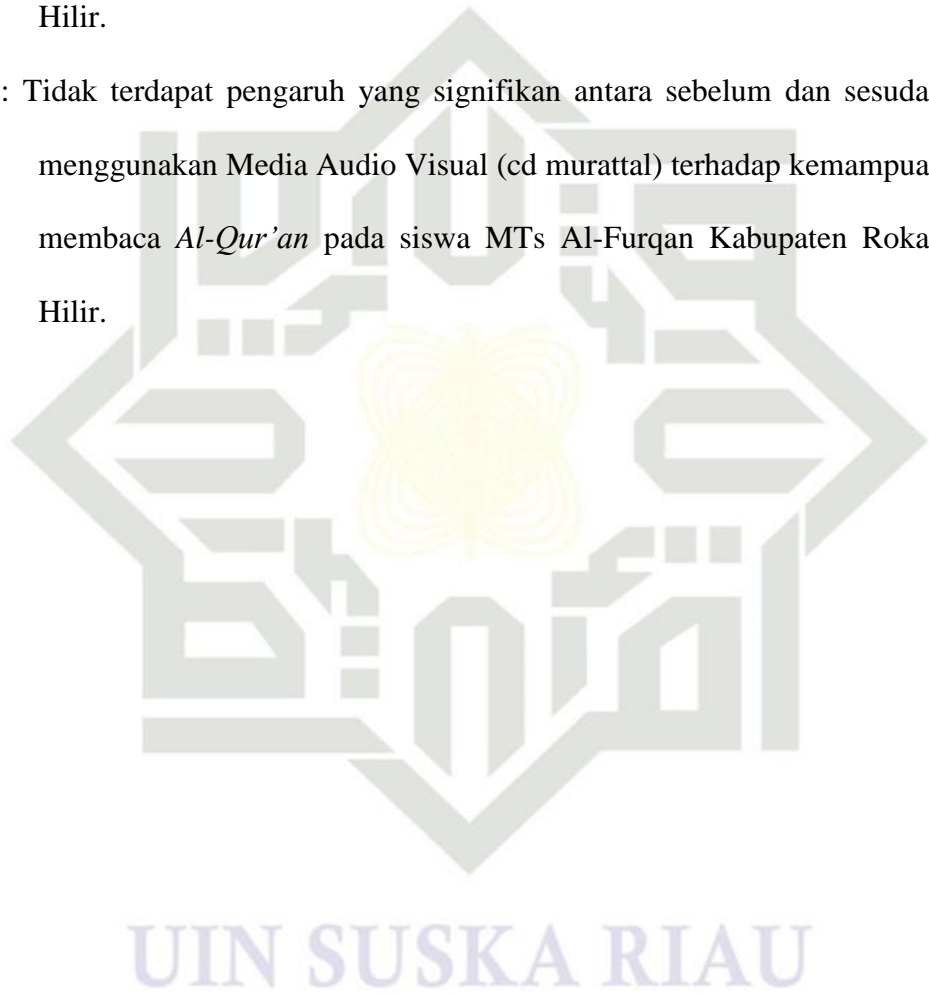 Hilir.
: Tidak terdapat pengaruh yang signifikan antara sebelum dan sesuda
menggunakan Media Audio Visual (cd murattal) terhadap kemampua
membaca Al-Qur’an pada siswa MTs Al-Furqan Kabupaten Roka
Hilir.
UIN SUSKA RIAU